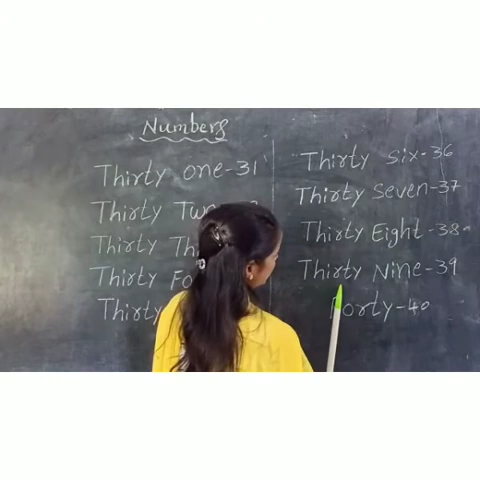 Numbers
Thirty one-31
Thirty
Thirty
Thirty
Thirty
Thirty Six-36
Thirty Seven-37
Thirty Eight-38
Thirty Nine-39
Forty-40